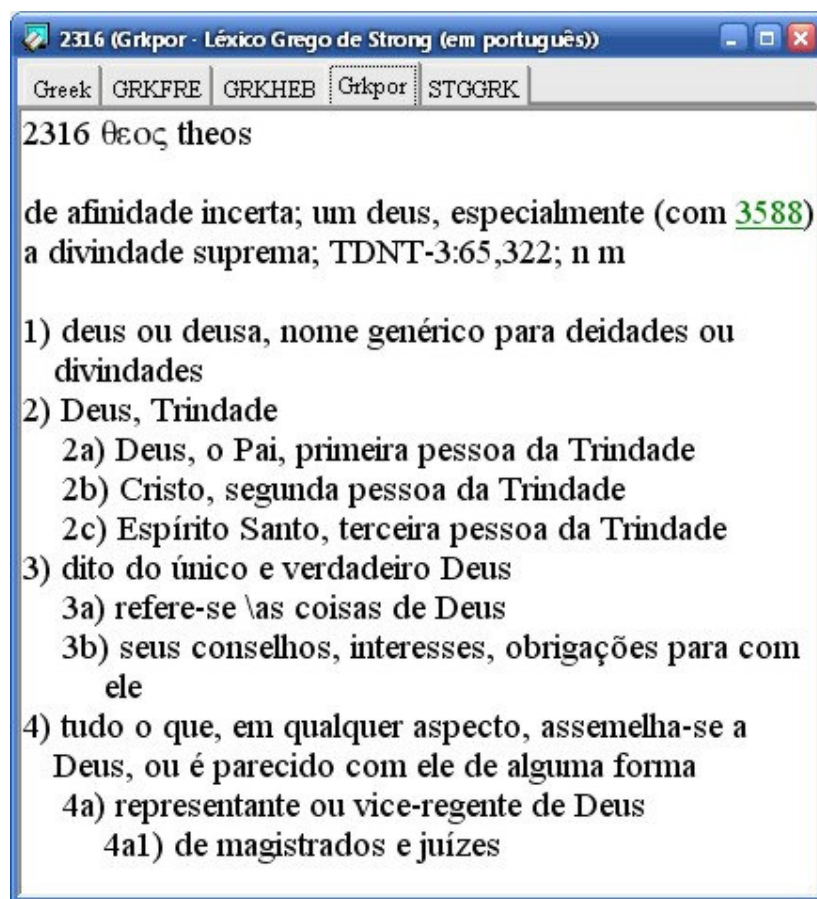 2316 (Grkpor - Léxico Grego de Strong (em português))
Greek GRKFRE GRKHEB Grkpor STGGRK
2316 θεος theos
de afinidade incerta; um deus, especialmente (com 3588)
a divindade suprema; TDNT-3:65,322; n m
1) deus ou deusa, nome genérico para deidades ou
divindades
2) Deus, Trindade
2a) Deus, o Pai, primeira pessoa da Trindade
2b) Cristo, segunda pessoa da Trindade
2c) Espírito Santo, terceira pessoa da Trindade
3) dito do único e verdadeiro Deus
3a) refere-se \as coisas de Deus
3b) seus conselhos, interesses, obrigações para com
ele
4) tudo o que, em qualquer aspecto, assemelha-se a
Deus, ou é parecido com ele de alguma forma
4a) representante ou vice-regente de Deus
4a1) de magistrados e juízes